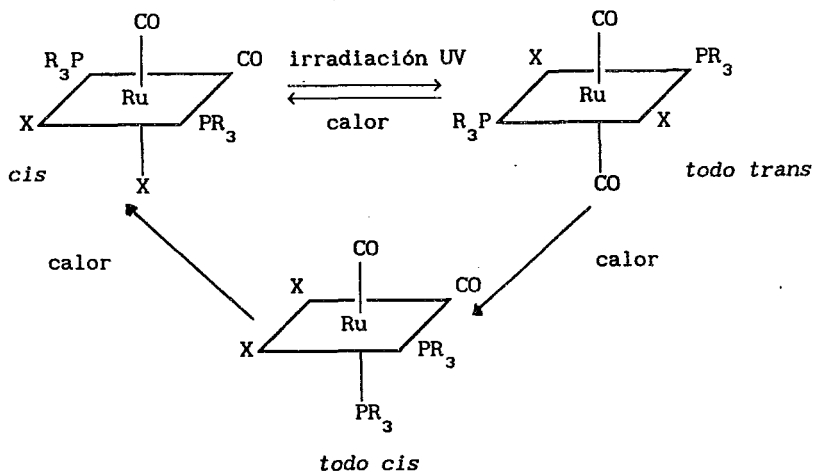 CO
CO
R₃P
CO
irradiación UV
X
PR₃
Ru
Ru
X
PR₃
calor
R₃P
X
cis
X
CO
todo trans
calor
CO
calor
X
CO
Ru
X
PR₃
PR₃
todo cis